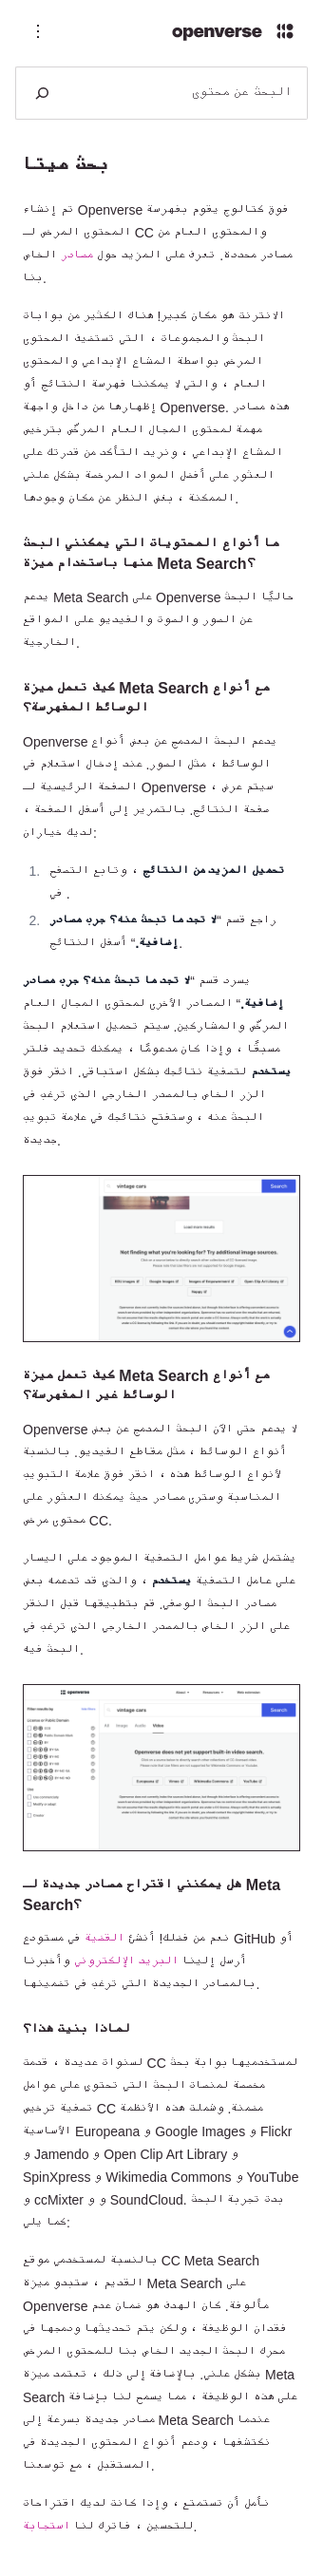 openverse
البحث عن محتوى
بحث ميتا
تم إنشاء Openverse فوق كتالوج يقوم بفهرسة
المحتوى المرخص لـ CC والمحتوى العام من
مصادر محددة. تعرف على المزيد حول مصادر الخاص
بنا.
الانترنت هو مكان كبير! هناك الكثير من بوابات
البحث والمجموعات ، التي تستضيف المحتوى
المرخص بواسطة المشاع الإبداعي والمحتوى
العام ، والتي لا يمكننا فهرسة النتائج أو
إظهارها من داخل واجهة Openverse. هذه مصادر
مهمة لمحتوى المجال العام المرخّص بترخيص
المشاع الإبداعي ، ونريد التأكد من قدرتك على
العثور على أفضل المواد المرخصة بشكل علني
الممكنة ، بغض النظر عن مكان وجودها.
ما أنواع المحتويات التي يمكنني البحث
عنها باستخدام ميزة Meta Search؟
يدعم Meta Search على Openverse حاليًّا البحث
عن الصور والصوت والفيديو على المواقع
الخارجية.
كيف تعمل ميزة Meta Search مع أنواع
الوسائط المفهرسة؟
Openverse يدعم البحث المدمج عن بعض أنواع
الوسائط ، مثل الصور. عند إدخال استعلام في
الصفحة الرئيسية لـ Openverse ، سيتم عرض
صفحة النتائج. بالتمرير إلى أسفل الصفحة ،
لديك خياران:
1. تحميل المزيد من النتائج ، وتابع التصفح
في .
2. راجع قسم “لا تجد ما تبحث عنه؟ جرب مصادر
إضافية.“ أسفل النتائج.
يسرد قسم “لا تجد ما تبحث عنه؟ جرب مصادر
إضافية.“ المصادر الأخرى لمحتوى المجال العام
المرخّص والمشاركين. سيتم تحميل استعلام البحث
مسبقًا ، وإذا كان مدعومًا ، يمكنك تحديد فلتر
يستخدم لتصفية نتائجك بشكل استباقي. انقر فوق
الزر الخاص بالمصدر الخارجي الذي ترغب في
البحث عنه ، وستفتح نتائجك في علامة تبويب
جديدة.
vintage cars
Search
Load more results
Not finding what you're looking for? Try additional image sources.
كيف تعمل ميزة Meta Search مع أنواع
الوسائط غير المفهرسة؟
Openverse لا يدعم حتى الآن البحث المدمج عن بعض
أنواع الوسائط ، مثل مقاطع الفيديو. بالنسبة
لأنواع الوسائط هذه ، انقر فوق علامة التبويب
المناسبة وسترى مصادر حيث يمكنك العثور على
محتوى مرخص CC.
يشتمل شريط عوامل التصفية الموجود على اليسار
على عامل التصفية يستخدم ، والذي قد تدعمه بعض
مصادر البحث الوصفي. قم بتطبيقها قبل النقر
على الزر الخاص بالمصدر الخارجي الذي ترغب في
البحث فيه.
openverse
vintage cars
Search
All Image Audio Video
Openverse does not yet support built-in video search.
هل يمكنني اقتراح مصادر جديدة لـ Meta
Search؟
نعم من فضلك! أنشئ القضية في مستودع GitHub أو
أرسل إلينا البريد الإلكتروني وأخبرنا
بالمصادر الجديدة التي ترغب في تضمينها.
لماذا بنيت هذا؟
لسنوات عديدة ، قدمت CC لمستخدميها بوابة بحث
مخصصة لمنصات البحث التي تحتوي على عوامل
تصفية ترخيص CC مضمنة. وشملت هذه الأنظمة
الأساسية Europeana و Google Images و Flickr
و Jamendo و Open Clip Art Library و
SpinXpress و Wikimedia Commons و YouTube
و ccMixter و و SoundCloud. بدت تجربة البحث
كما يلي:
بالنسبة لمستخدمي موقع CC Meta Search
القديم ، ستبدو ميزة Meta Search على
Openverse مألوفة. كان الهدف هو ضمان عدم
فقدان الوظيفة ، ولكن يتم تحديثها ودمجها في
محرك البحث الجديد الخاص بنا للمحتوى المرخص
بشكل علني. بالإضافة إلى ذلك ، تعتمد ميزة Meta
Search على هذه الوظيفة ، مما يسمح لنا بإضافة
مصادر جديدة بسرعة إلى Meta Search عندما
نكتشفها ، ودعم أنواع المحتوى الجديدة في
المستقبل ، مع توسعنا.
نأمل أن تستمتع ، وإذا كانت لديك اقتراحات
للتحسين ، فاترك لنا استجابة.